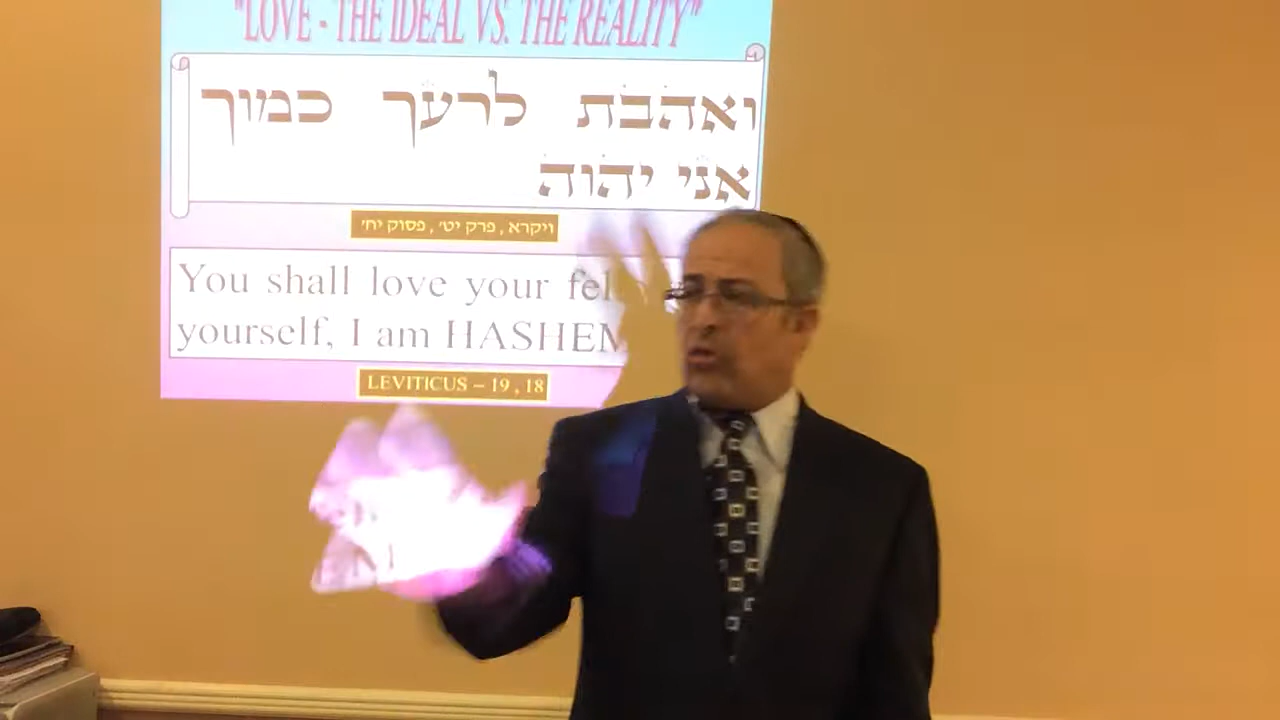 "LOVE - THE IDEAL VS. THE REALITY"
ואהבת לרעך כמוך
אני יהוה
ויקרא , פרק יט׳ , פסוק יח׳
You shall love your
yourself, I am HASHEM
LEVITICUS – 19 , 18